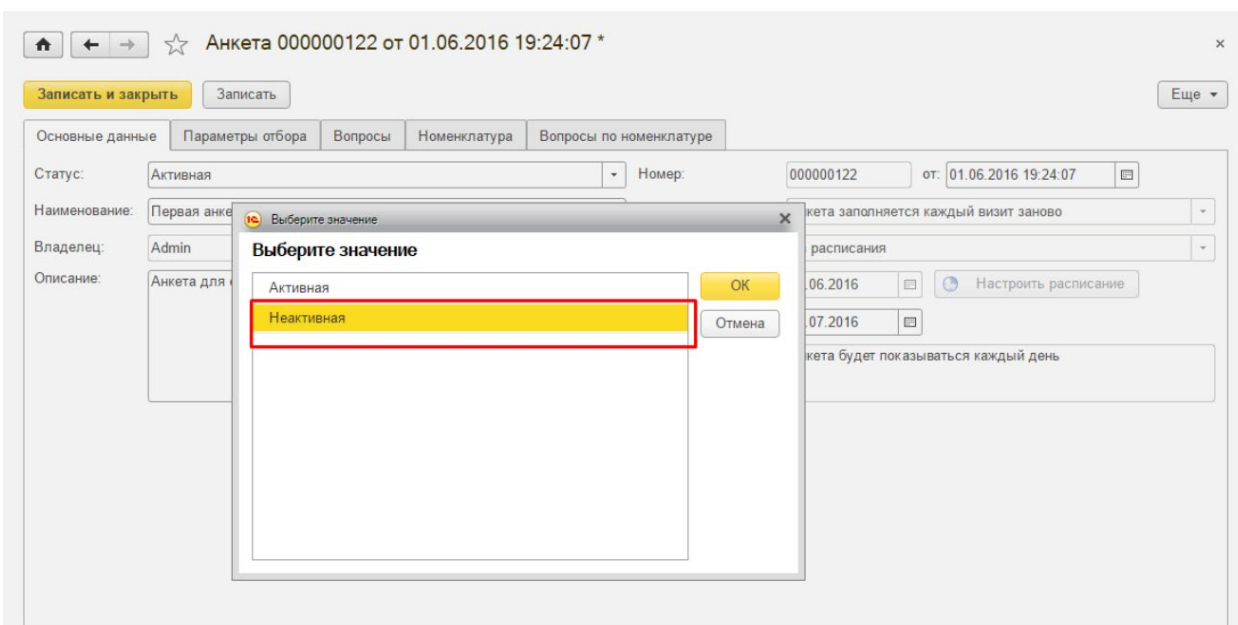 Анкета 000000122 от 01.06.2016 19:24:07 *
Записать и закрыть Записать Еще
Основные данные Параметры отбора Вопросы Номенклатура Вопросы по номенклатуре
Статус: Активная Номер: 000000122 от: 01.06.2016 19:24:07
Наименование: Первая анке кета заполняется каждый визит заново
Владелец: Admin расписания
Описание: Анкета для .06.2016 Настроить расписание
.07.2016
кета будет показываться каждый день
1С Выберите значение
Выберите значение
Активная ОК
Неактивная Отмена